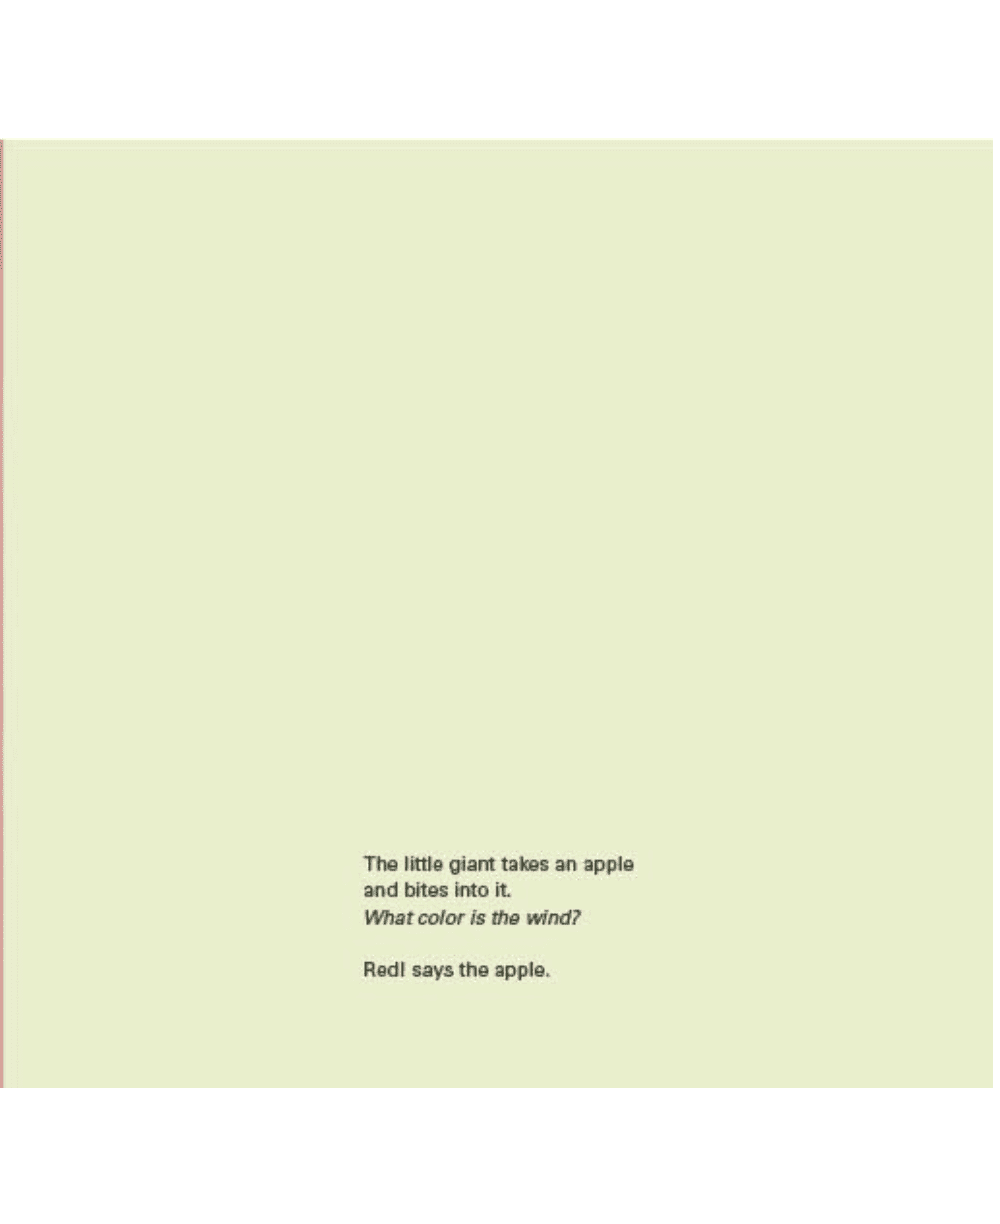 The little giant takes an apple
and bites into it.
What color is the wind?
Red! says the apple.